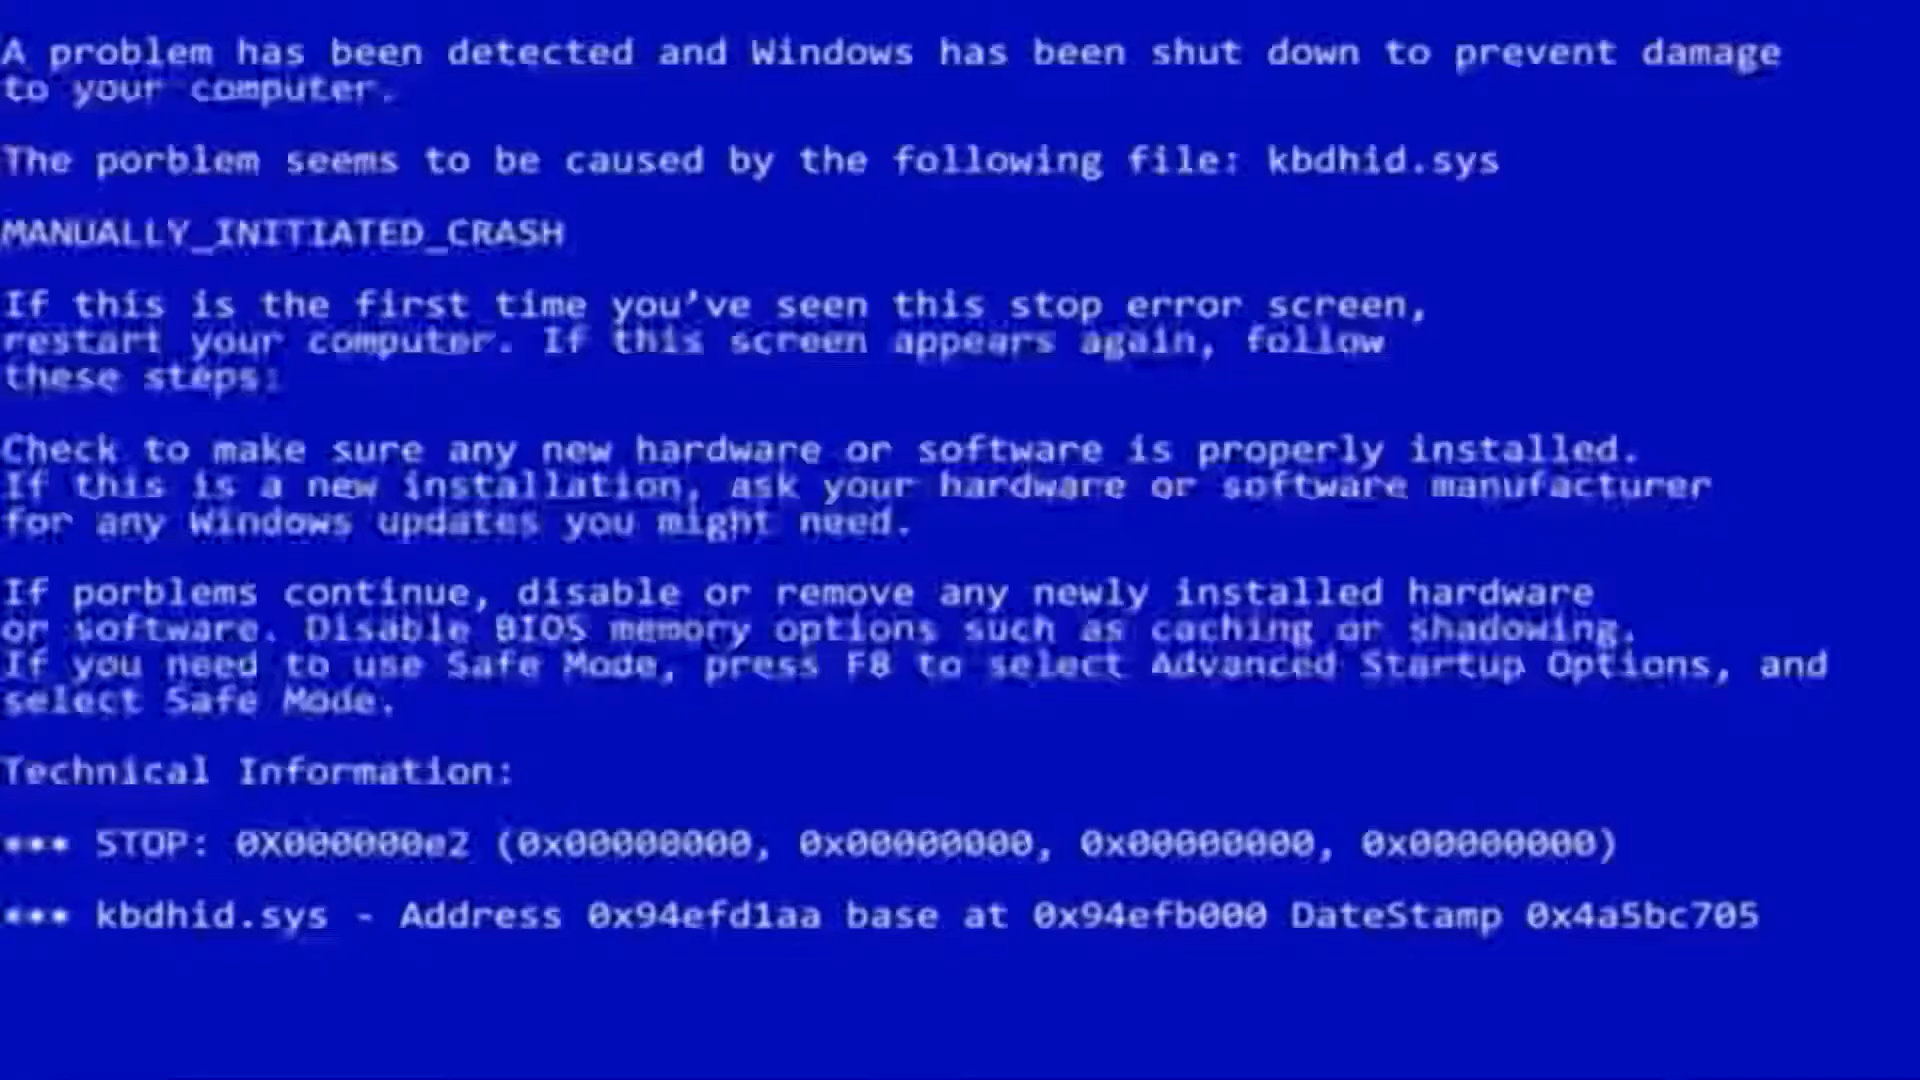 A problem has been detected and Windows has been shut down to prevent damage
to your computer.
The porblem seems to be caused by the following file: kbdhid.sys
MANUALLY_INITIATED_CRASH
If this is the first time you've seen this stop error screen,
restart your computer. If this screen appears again, follow
these steps:
Check to make sure any new hardware or software is properly installed.
If this is a new installation, ask your hardware or software manufacturer
for any Windows updates you might need.
If porblems continue, disable or remove any newly installed hardware
or software. Disable BIOS memory options such as caching or shadowing.
If you need to use Safe Mode, press F8 to select Advanced Startup Options, and
select Safe Mode.
Technical Information:
*** STOP: 0X000000e2 (0x00000000, 0x00000000, 0x00000000, 0x00000000)
*** kbdhid.sys - Address 0x94efd1aa base at 0x94efb000 DateStamp 0x4a5bc705